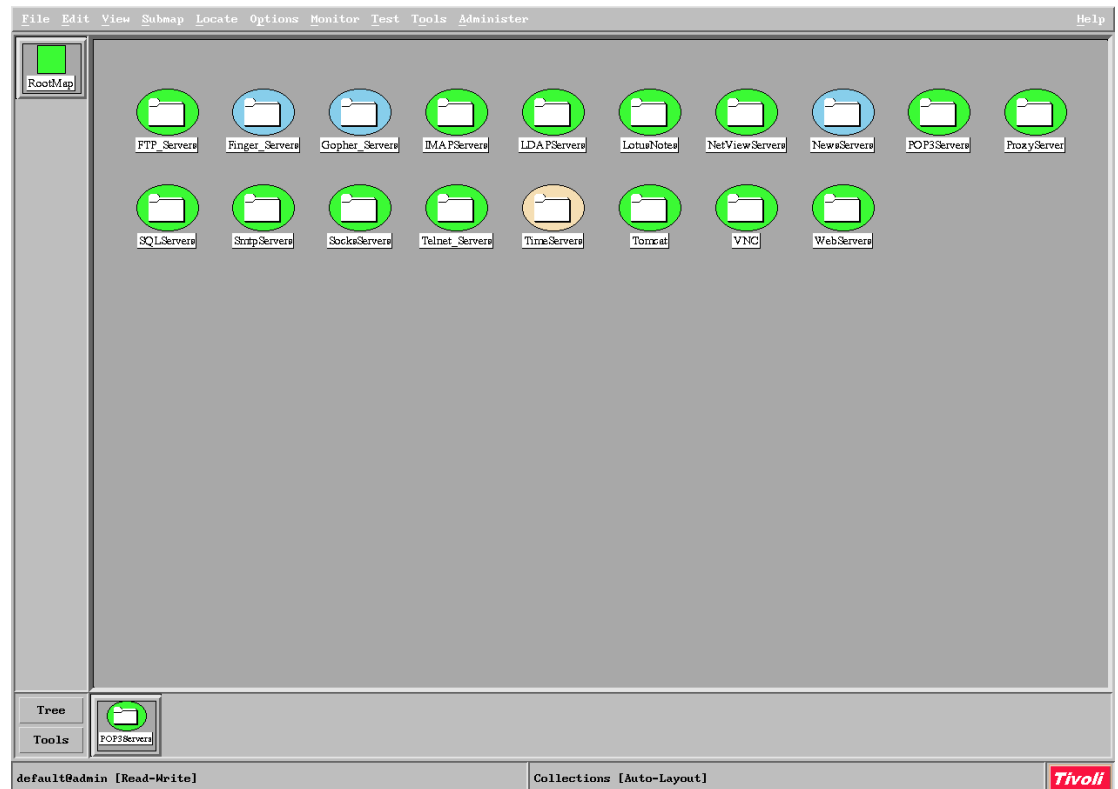 File Edit View Submap Locate Options Monitor Test Tools Administer Help
RootMap
FTP_Servers Finger_Servers Gopher_Servers IMAPServers LDAPServers LotusNotes NetViewServers NewsServers POP3Servers ProxyServer
SQLServers SmtpServers SocksServers Telnet_Servers TimeServers Tomcat VNC WebServers
Tree
Tools
POP3Servers
default@admin [Read-Write] Collections [Auto-Layout] Tivoli